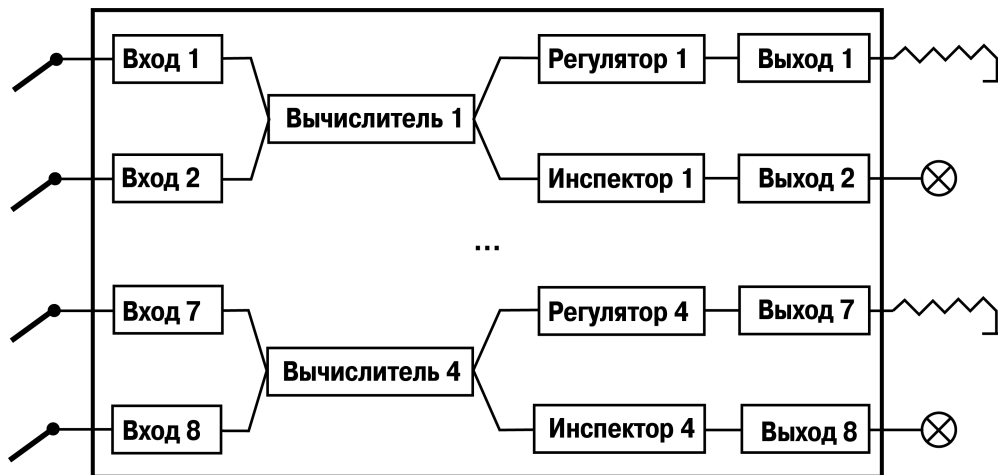 Вход 1
Регулятор 1
Выход 1
Вычислитель 1
Вход 2
Инспектор 1
Выход 2
...
Вход 7
Регулятор 4
Выход 7
Вычислитель 4
Вход 8
Инспектор 4
Выход 8